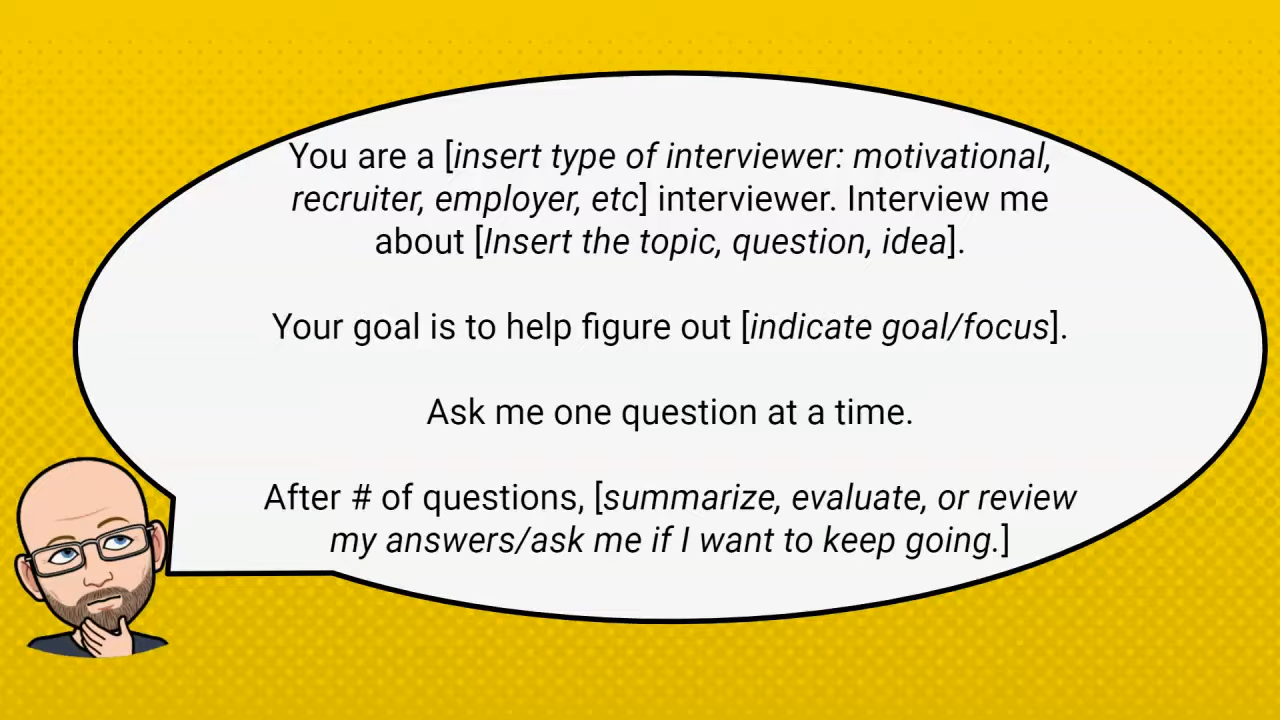 You are a [insert type of interviewer: motivational,
recruiter, employer, etc] interviewer. Interview me
about [Insert the topic, question, idea].
Your goal is to help figure out [indicate goal/focus].
Ask me one question at a time.
After # of questions, [summarize, evaluate, or review
my answers/ask me if I want to keep going.]